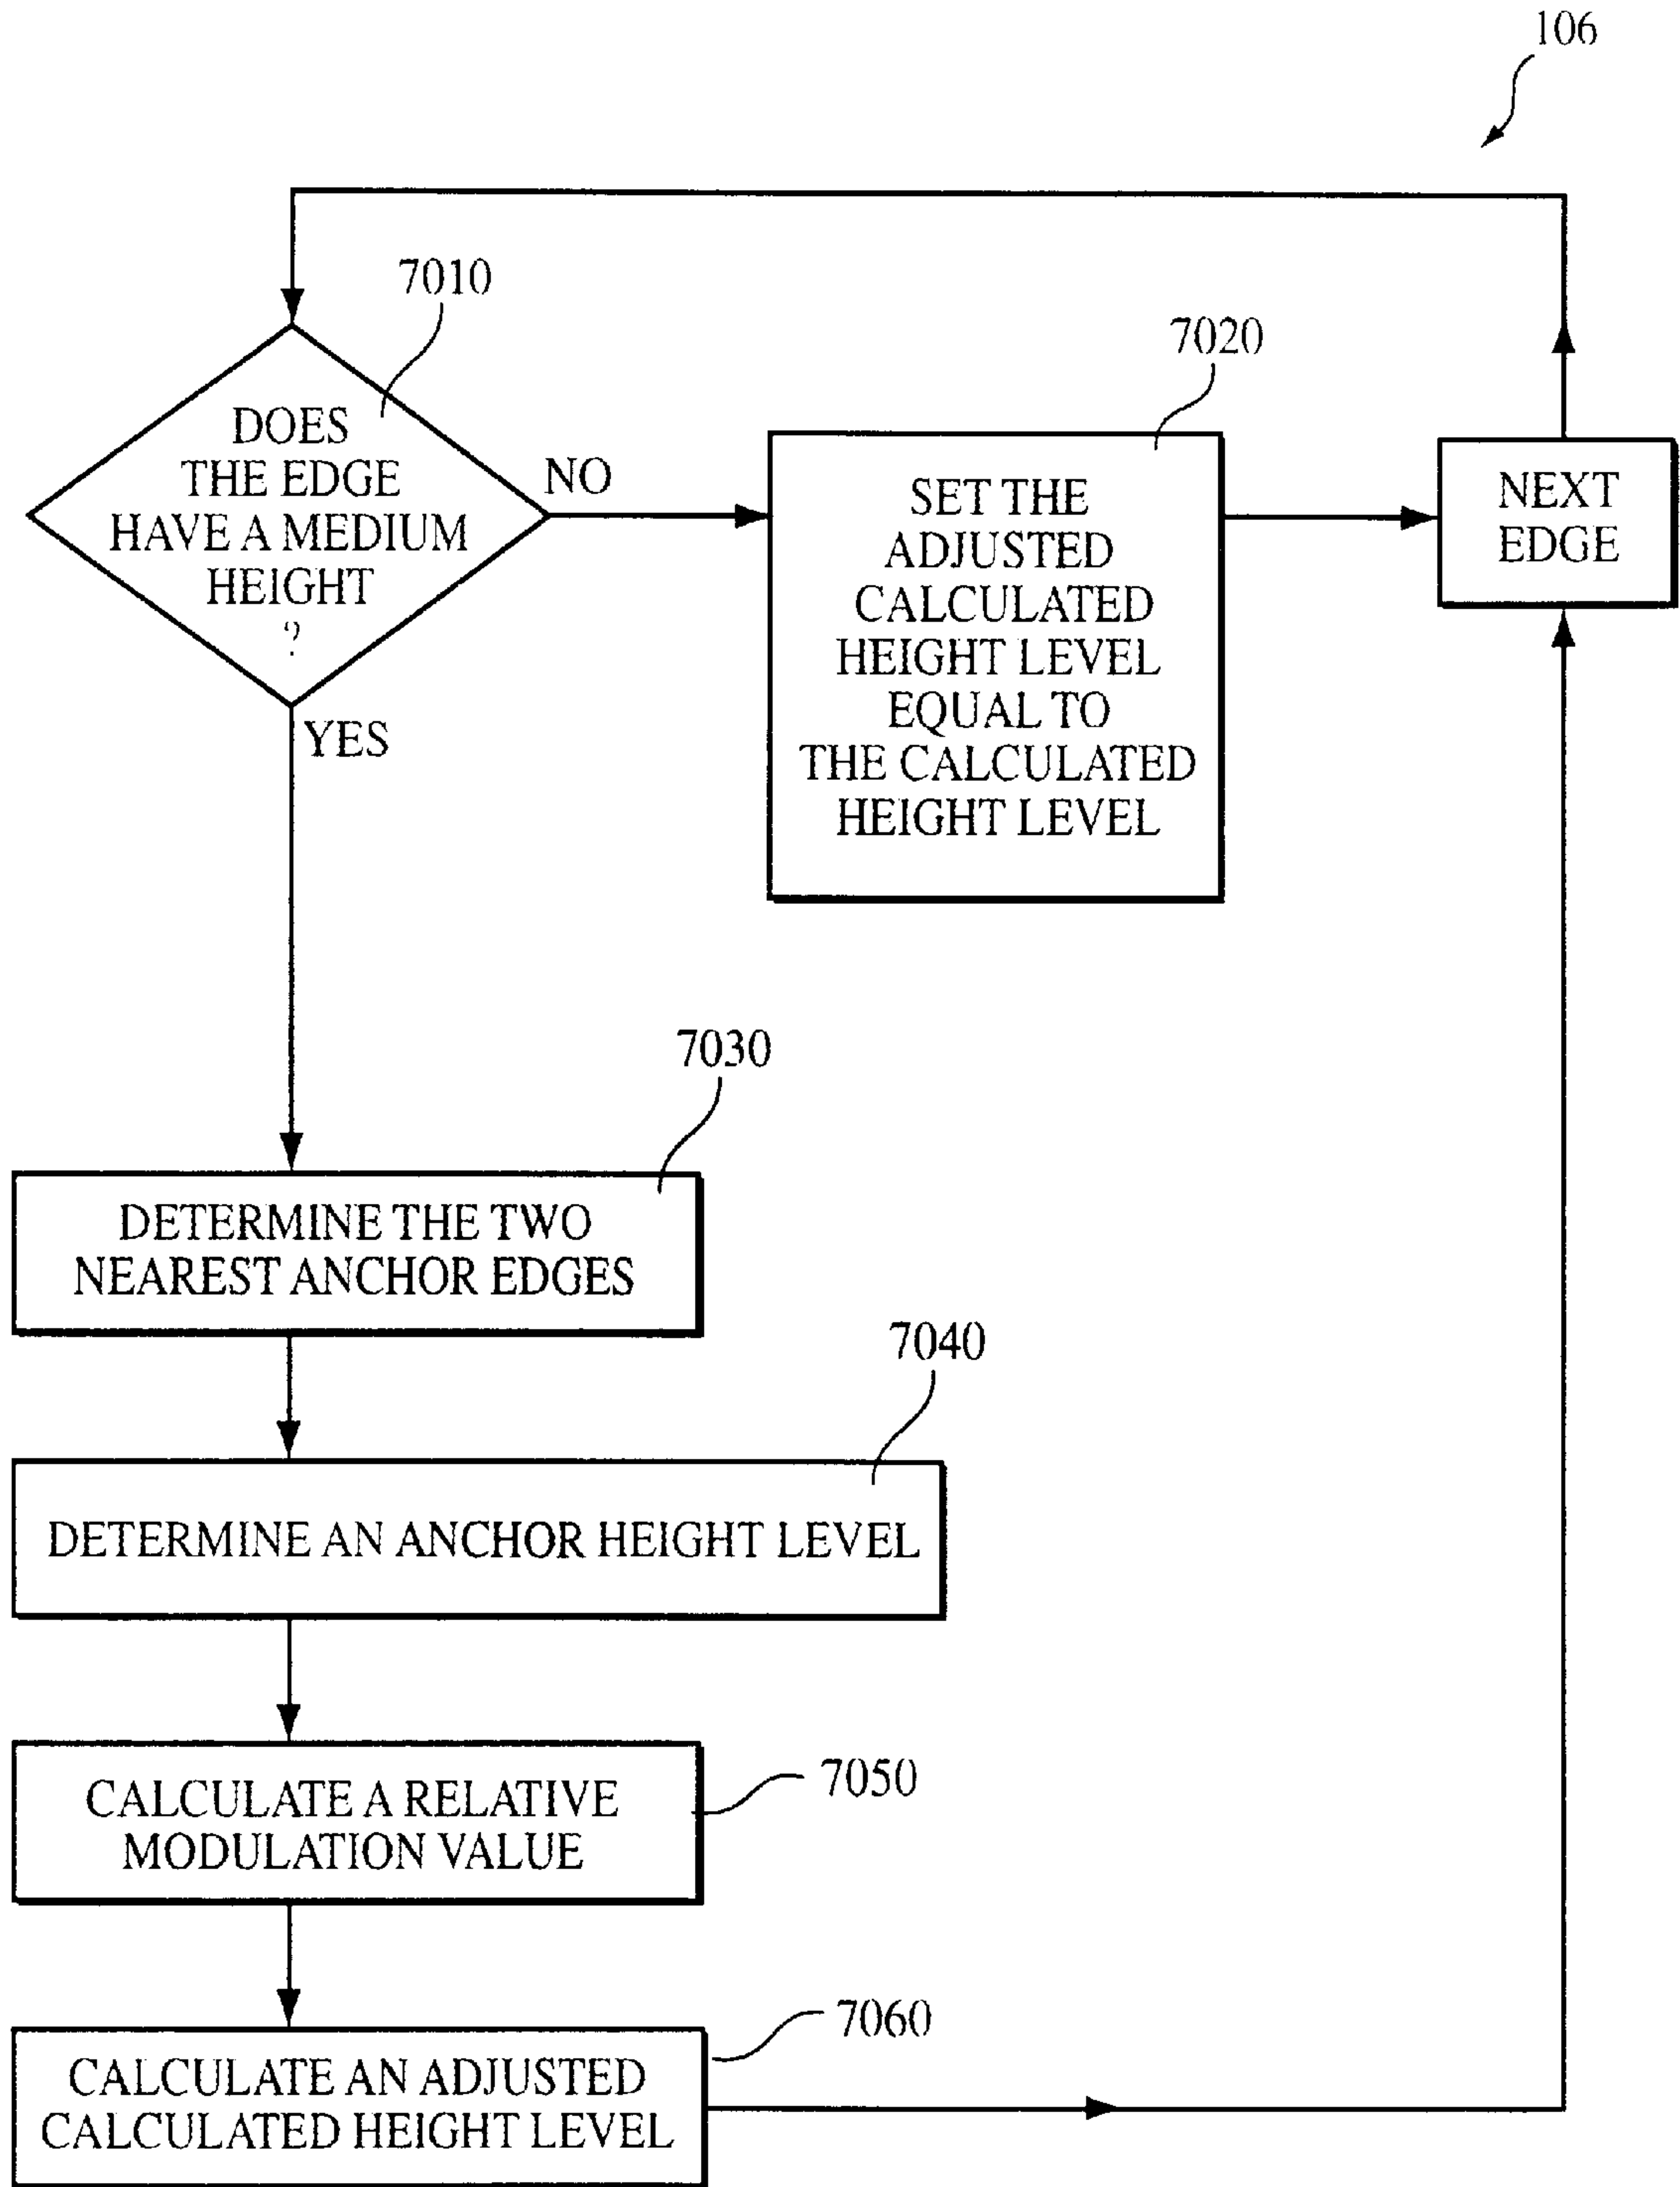 106
7010
DOES
THE EDGE
HAVE A MEDIUM
HEIGHT
?
NO
YES
7020
SET THE
ADJUSTED
CALCULATED
HEIGHT LEVEL
EQUAL TO
THE CALCULATED
HEIGHT LEVEL
NEXT
EDGE
7030
DETERMINE THE TWO
NEAREST ANCHOR EDGES
7040
DETERMINE AN ANCHOR HEIGHT LEVEL
7050
CALCULATE A RELATIVE
MODULATION VALUE
7060
CALCULATE AN ADJUSTED
CALCULATED HEIGHT LEVEL